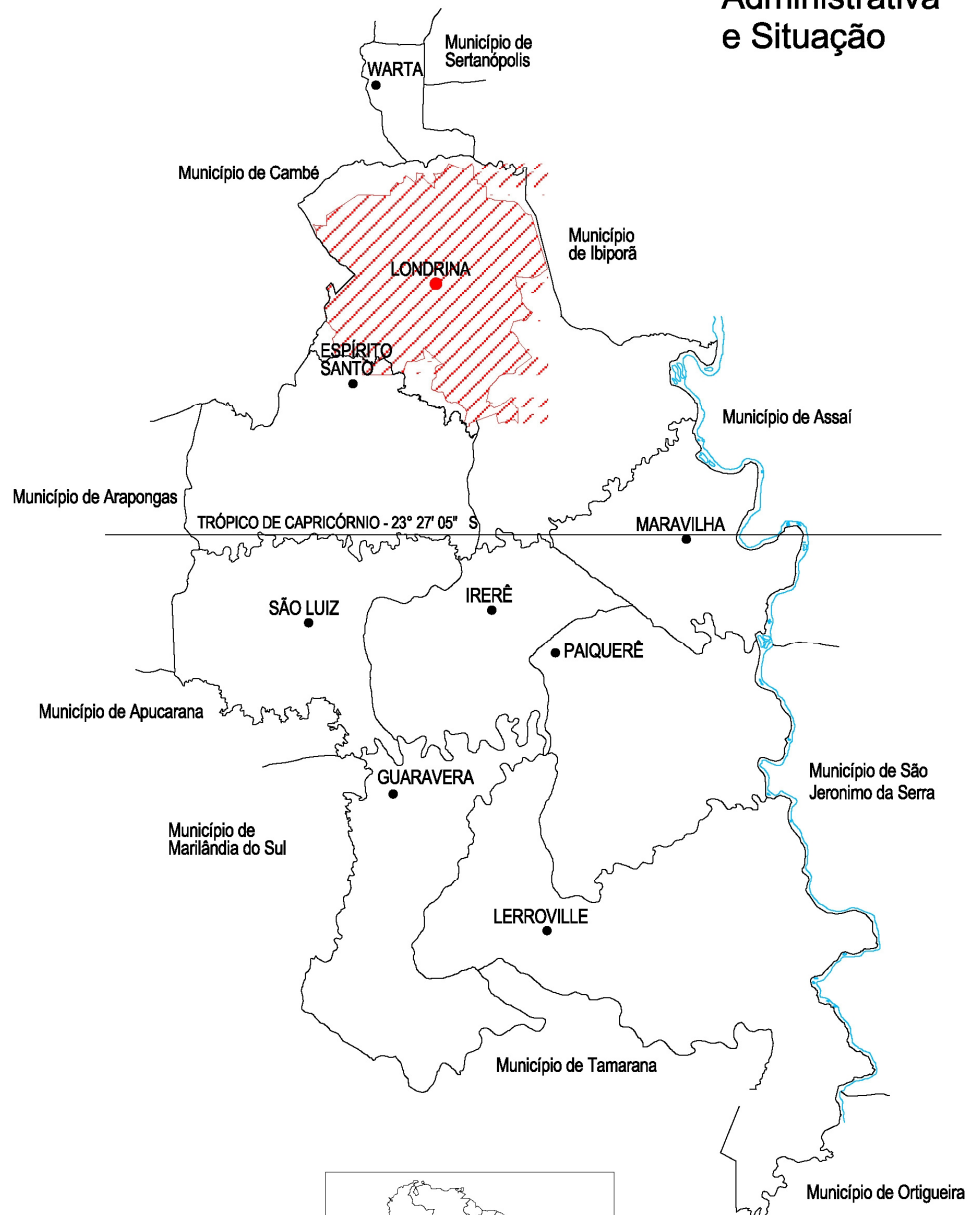 Administrativa
e Situação
Município de
Sertanópolis
WARTA
Município de Cambé
Município
de Ibiporã
LONDRINA
ESPÍRITO
SANTO
Município de Assaí
Município de Arapongas
TRÓPICO DE CAPRICÓRNIO - 23° 27' 05" S
MARAVILHA
IRERÊ
SÃO LUIZ
PAIQUERÊ
Município de Apucarana
GUARAVERA
Município de São
Jeronimo da Serra
Município de
Marilândia do Sul
LERROVILLE
Município de Tamarana
Município de Ortigueira